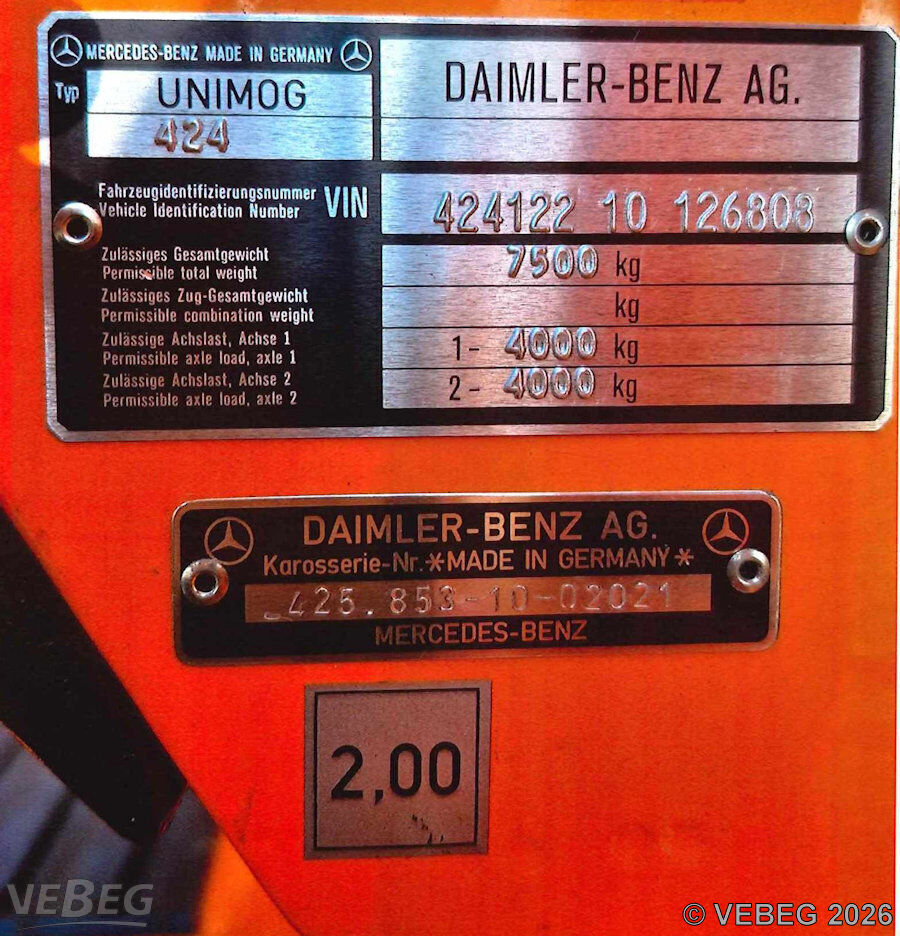 MERCEDES-BENZ MADE IN GERMANY
Typ UNIMOG
424
DAIMLER-BENZ AG.
Fahrzeugidentifizierungsnummer
Vehicle Identification Number VIN 424122 10 126808
Zulässiges Gesamtgewicht
Permissible total weight 7500 kg
Zulässiges Zug-Gesamtgewicht
Permissible combination weight kg
Zulässige Achslast, Achse 1
Permissible axle load, axle 1 1- 4000 kg
Zulässige Achslast, Achse 2
Permissible axle load, axle 2 2- 4000 kg
DAIMLER-BENZ AG.
Karosserie-Nr.*MADE IN GERMANY*
425.853-10-02021
MERCEDES-BENZ
2,00
VEBEG
© VEBEG 2026